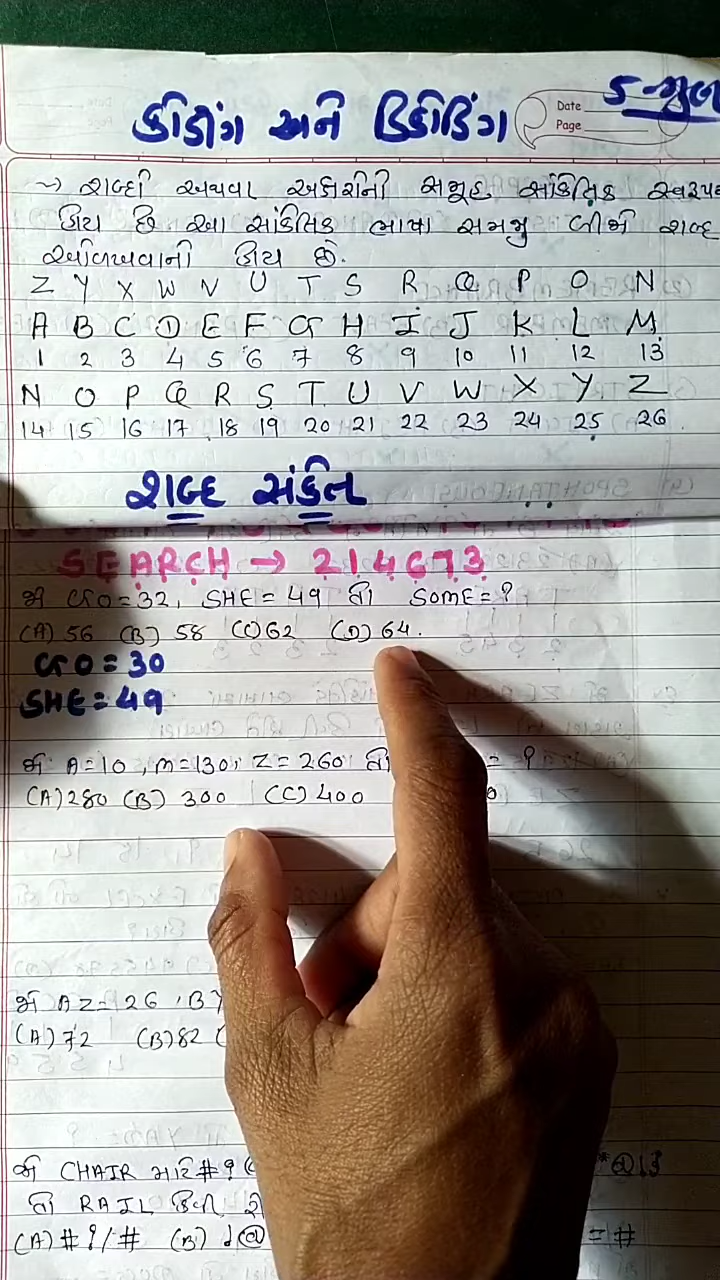 કોડીંગ અને ડિકોડિંગ
Date
Page
5-ગુણ
→ શબ્દો અથવા અક્ષરોનો સમૂહ સાંકેતિક સ્વરૂપ
હોય છે આ સાંકેતિક ભાષા સમજુ બીજો શબ્દ
ઓળખવાનો હોય છે.
Z Y X W V U T S R Q P O N
A B C D E F G H I J K L M
1 2 3 4 5 6 7 8 9 10 11 12 13
N O P Q R S T U V W X Y Z
14 15 16 17 18 19 20 21 22 23 24 25 26
શબ્દ સંકેત
SEARCH → 214673
જો GO=32, SHE=49 તો SOME=?
(A) 56 (B) 58 (C) 62 (D) 64.
GO=30
SHE=49
જો A=10, M=130, Z=260 તો = ?
(A) 280 (B) 300 (C) 400
જો AZ=26, BY
(A) 72 (B) 82
જો CHAIR માટે #
તો RAIL
(A) #?/# (B)
= #